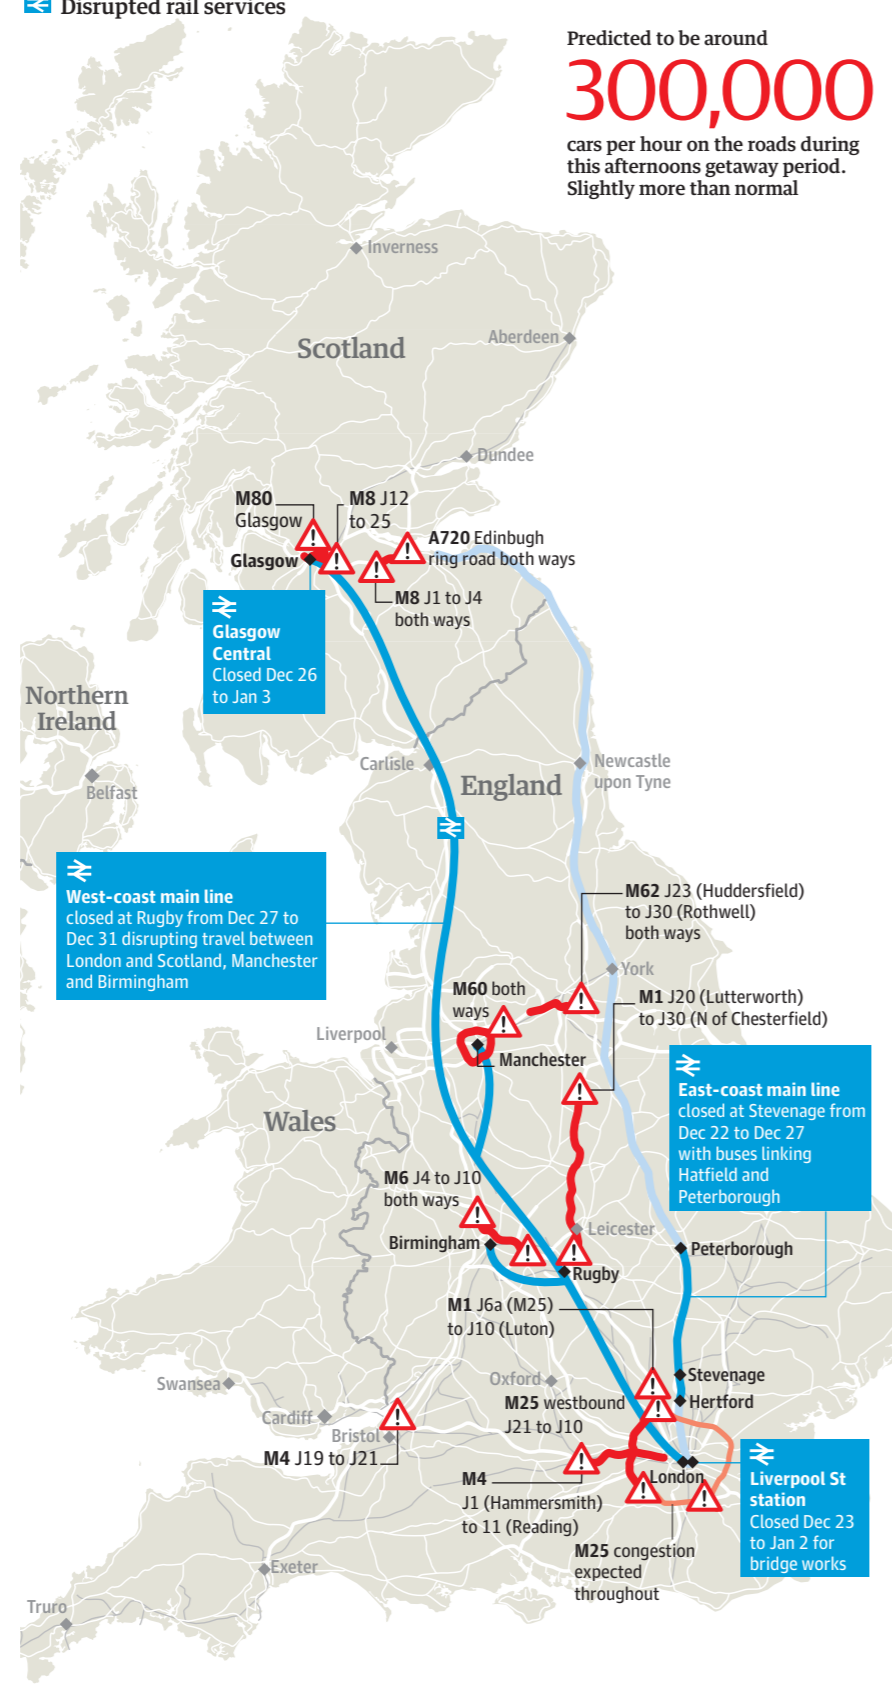 Disrupted rail services
Predicted to be around
300,000
cars per hour on the roads during
this afternoons getaway period.
Slightly more than normal
Inverness
Aberdeen
Scotland
Dundee
M80
Glasgow
M8 J12
to 25
A720 Edinbugh
ring road both ways
Glasgow
M8 J1 to J4
both ways
Glasgow
Central
Closed Dec 26
to Jan 3
Northern
Ireland
Belfast
Carlisle
Newcastle
upon Tyne
England
West-coast main line
closed at Rugby from Dec 27 to
Dec 31 disrupting travel between
London and Scotland, Manchester
and Birmingham
M62 J23 (Huddersfield)
to J30 (Rothwell)
both ways
York
M60 both
ways
M1 J20 (Lutterworth)
to J30 (N of Chesterfield)
Liverpool
Manchester
East-coast main line
closed at Stevenage from
Dec 22 to Dec 27
with buses linking
Hatfield and
Peterborough
Wales
M6 J4 to J10
both ways
Leicester
Birmingham
Peterborough
Rugby
M1 J6a (M25)
to J10 (Luton)
Swansea
Oxford
Stevenage
Hertford
M25 westbound
J21 to J10
Cardiff
Bristol
M4 J19 to J21
London
M4
J1 (Hammersmith)
to 11 (Reading)
Liverpool St
station
Closed Dec 23
to Jan 2 for
bridge works
M25 congestion
expected
throughout
Exeter
Truro